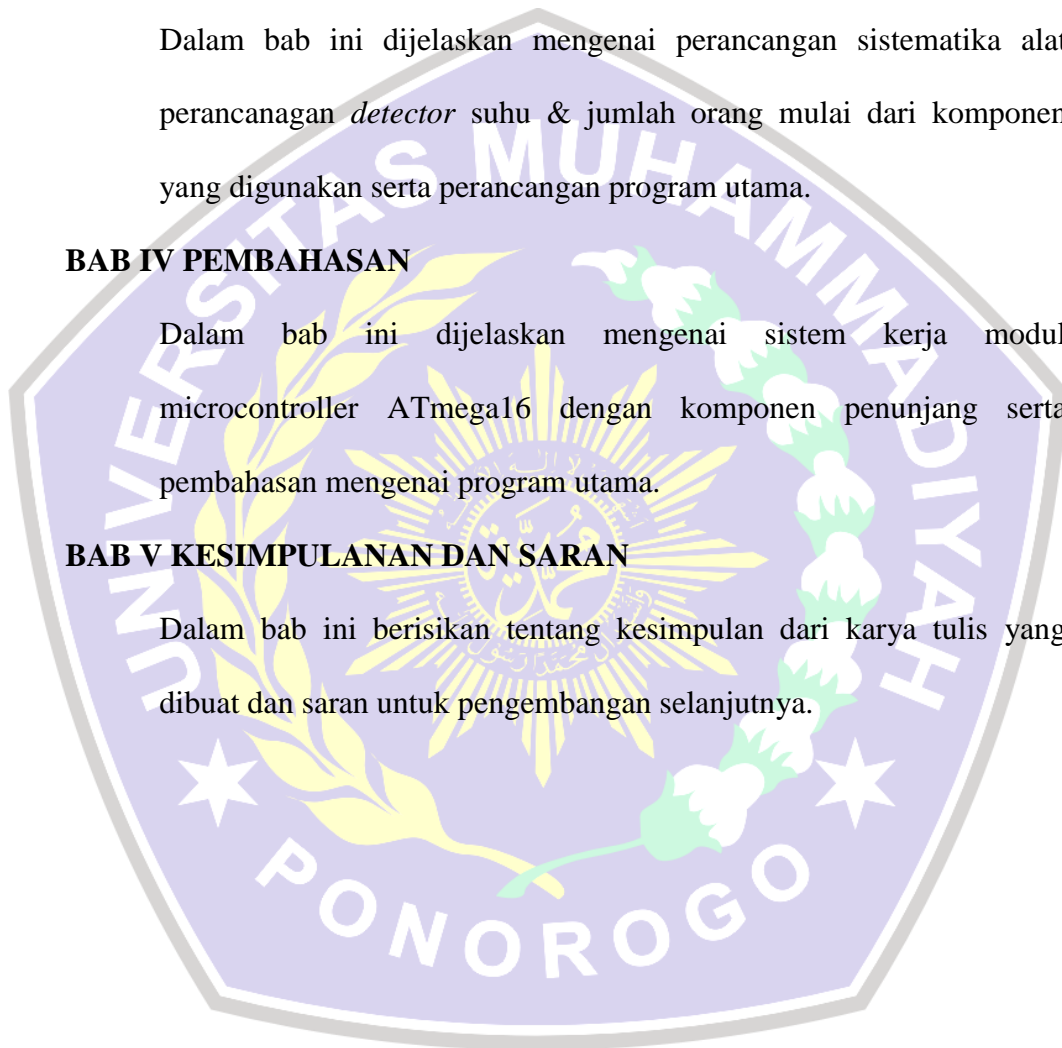 Dalam bab ini dijelaskan mengenai perancangan sistematika alat
perancanagan detector suhu & jumlah orang mulai dari komponen
yang digunakan serta perancangan program utama.
BAB IV PEMBAHASAN
Dalam bab ini dijelaskan mengenai sistem kerja modul
microcontroller ATmega16 dengan komponen penunjang serta
pembahasan mengenai program utama.
BAB V KESIMPULANAN DAN SARAN
Dalam bab ini berisikan tentang kesimpulan dari karya tulis yang
dibuat dan saran untuk pengembangan selanjutnya.
UNIVERSITAS MUHAMMADIYAH
PONOROGO